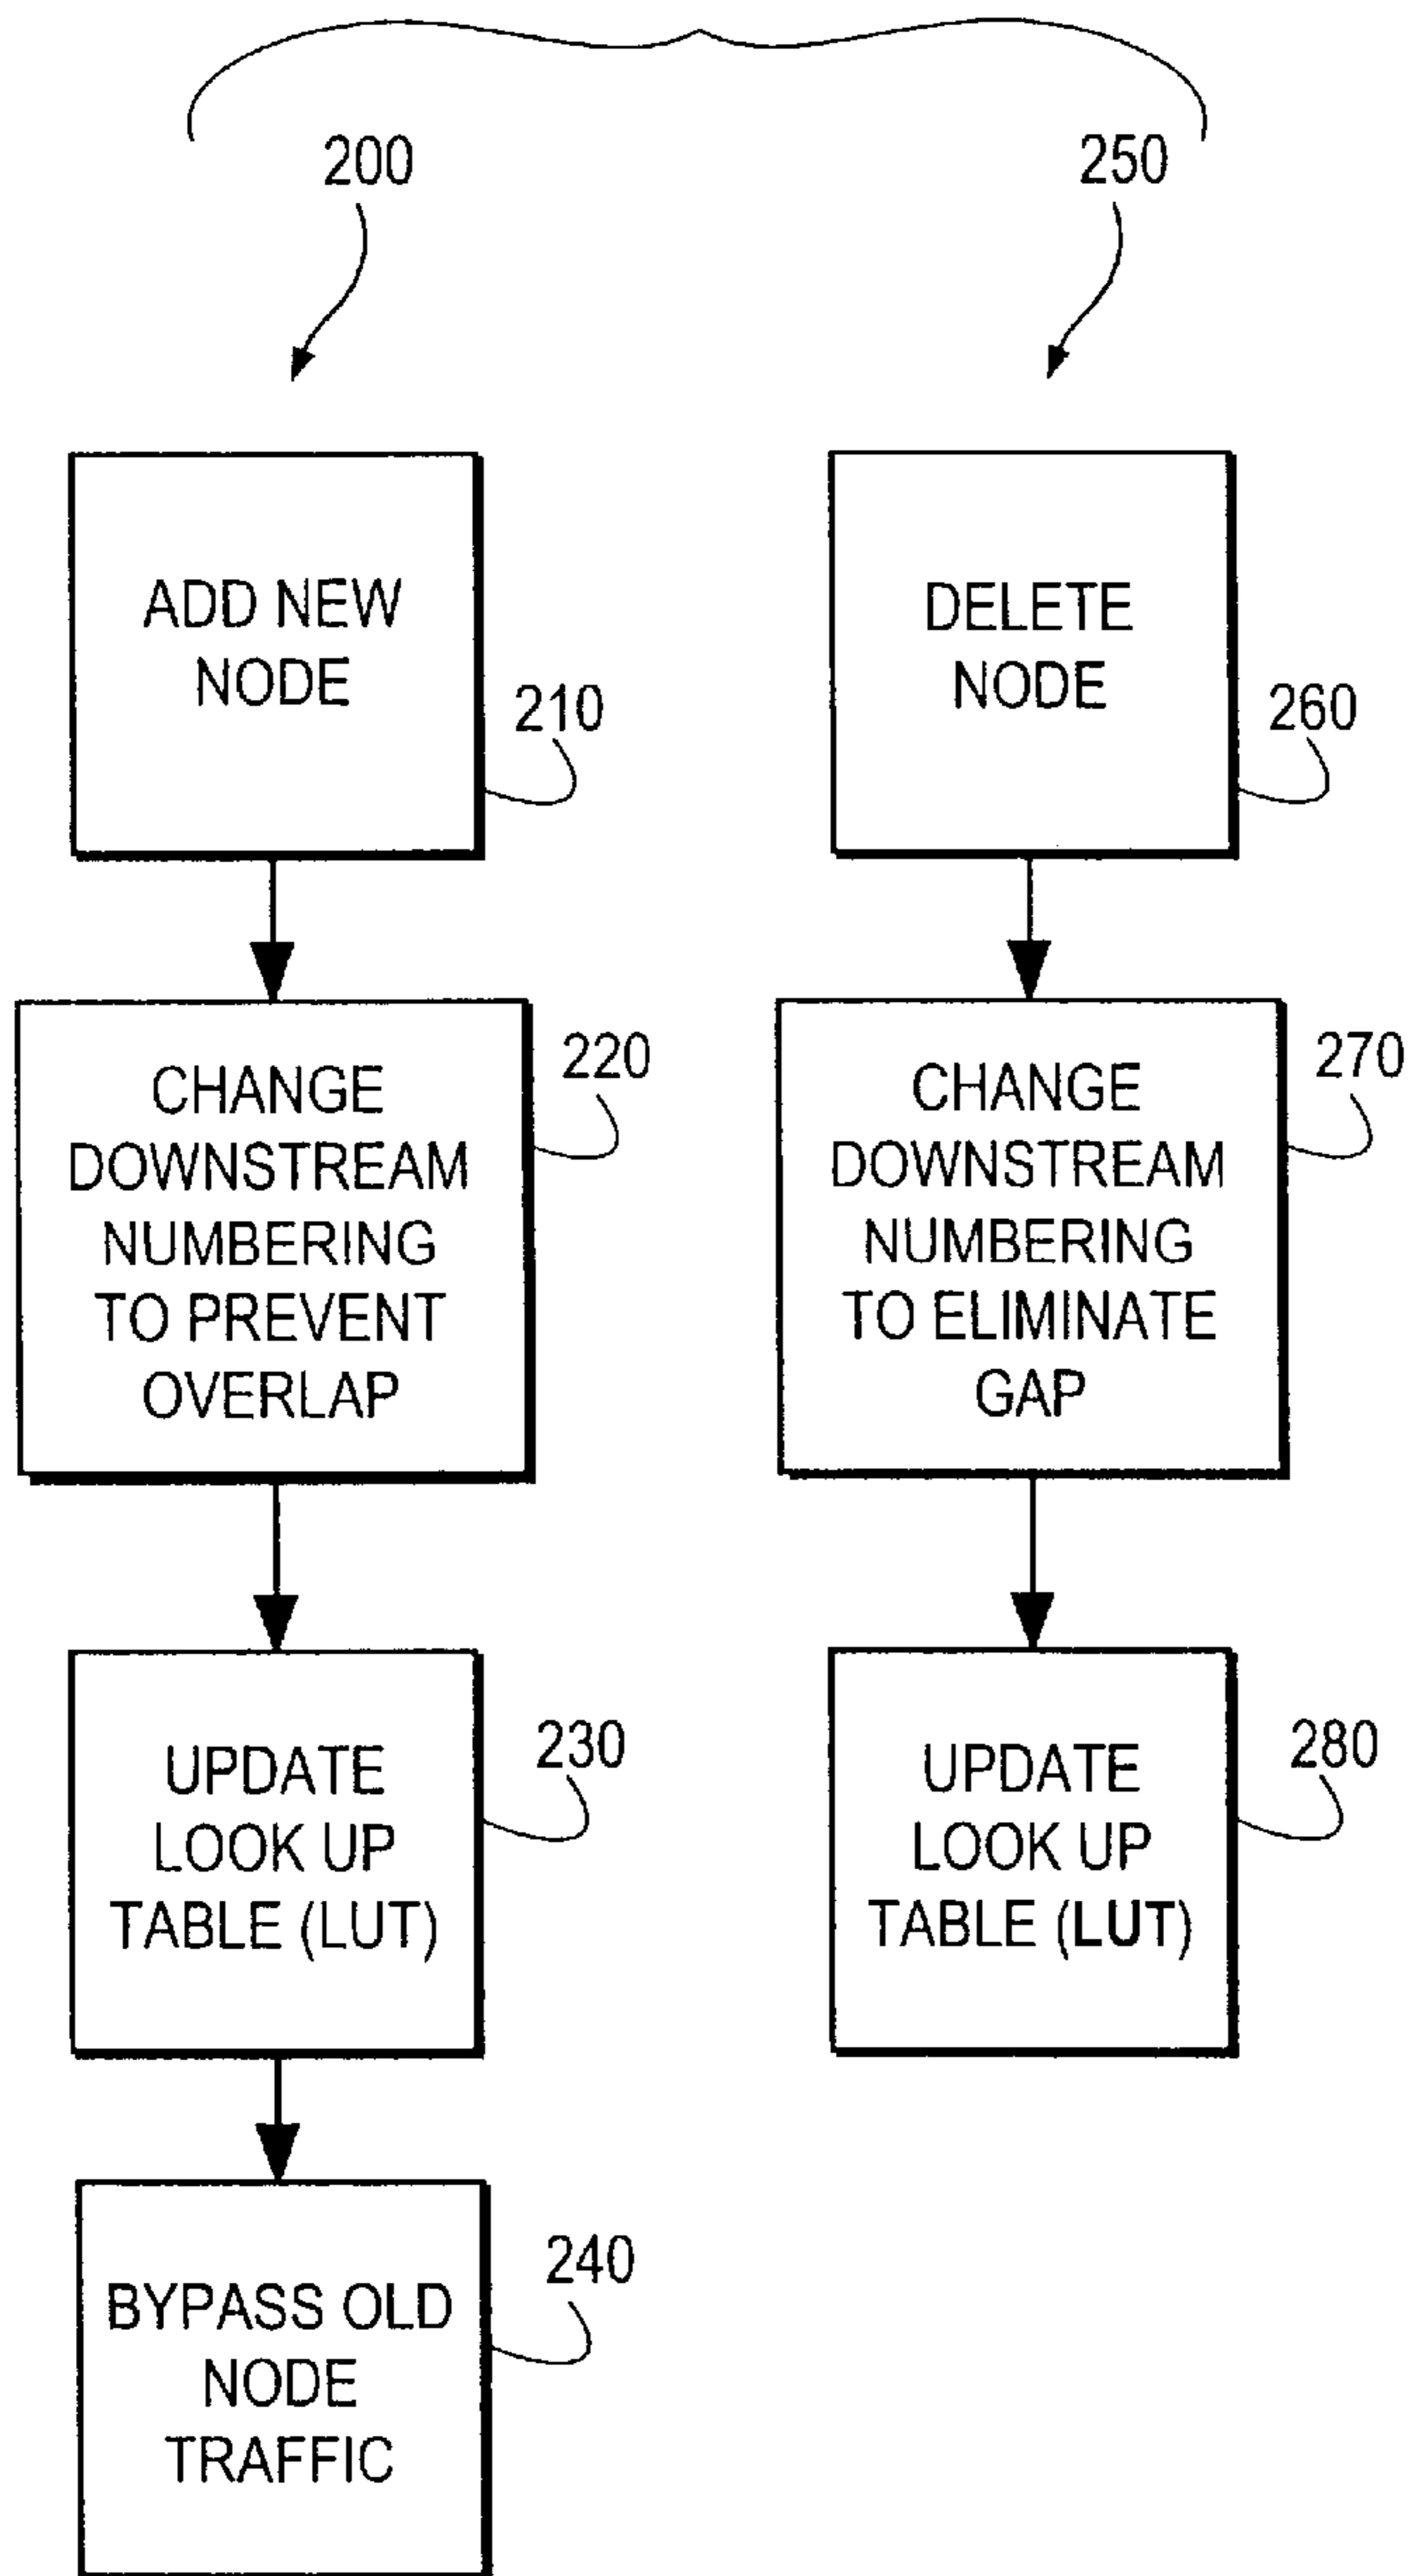 200
250
ADD NEW
NODE
210
DELETE
NODE
260
CHANGE
DOWNSTREAM
NUMBERING
TO PREVENT
OVERLAP
220
CHANGE
DOWNSTREAM
NUMBERING
TO ELIMINATE
GAP
270
UPDATE
LOOK UP
TABLE (LUT)
230
UPDATE
LOOK UP
TABLE (LUT)
280
BYPASS OLD
NODE
TRAFFIC
240